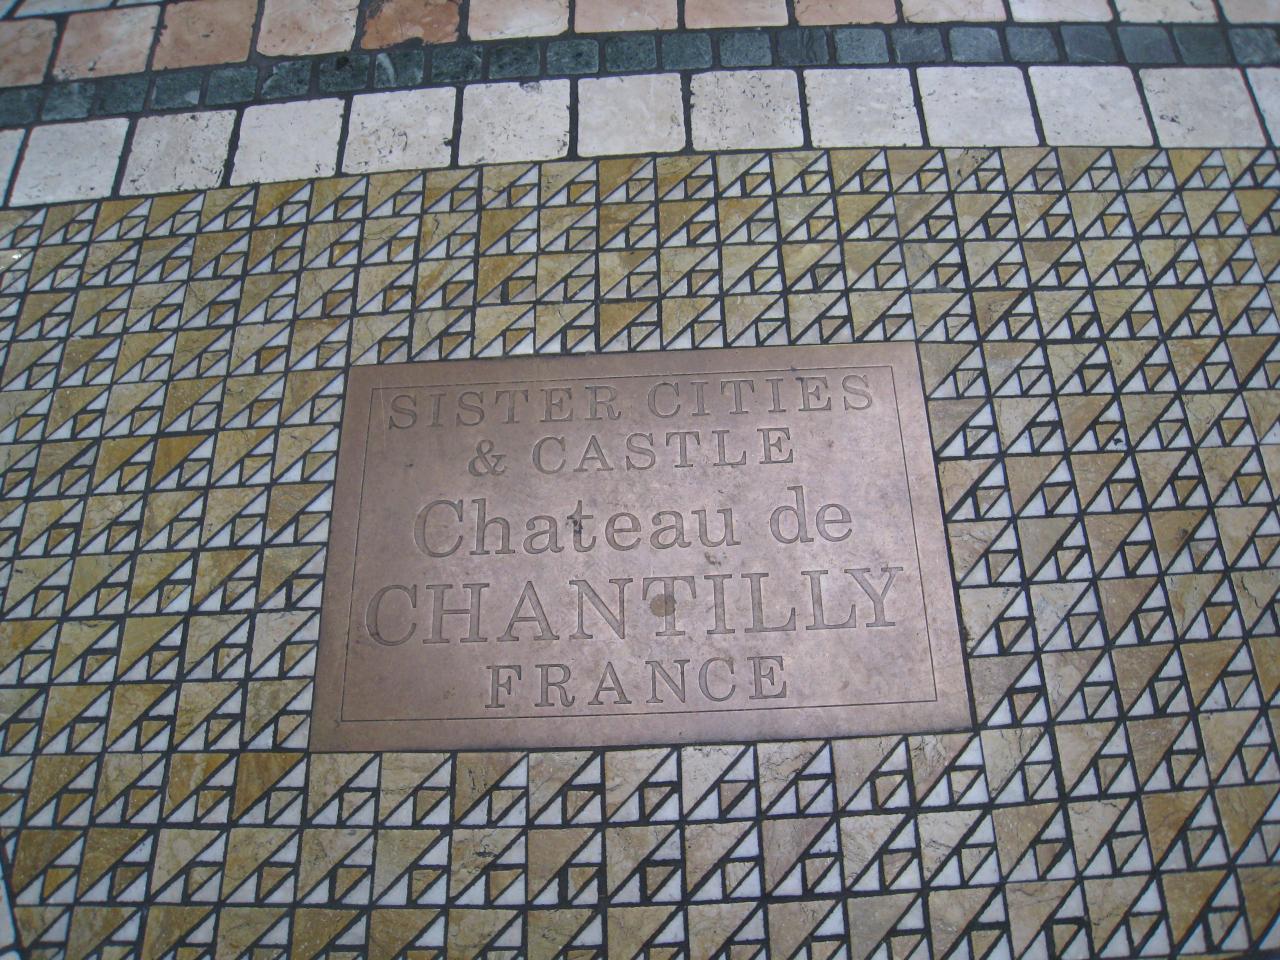 SISTER CITIES
& CASTLE
Chateau de
CHANTILLY
FRANCE